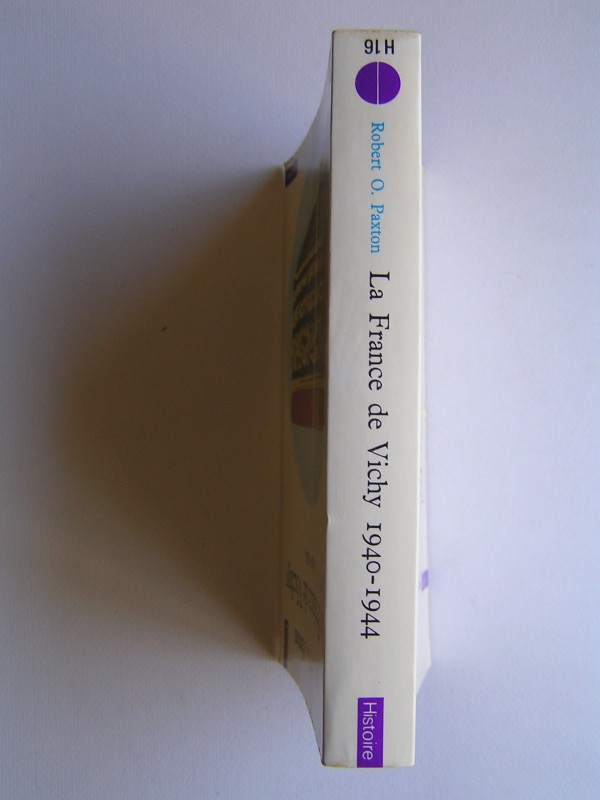 H 16
Robert O. Paxton
La France de Vichy 1940-1944
Histoire